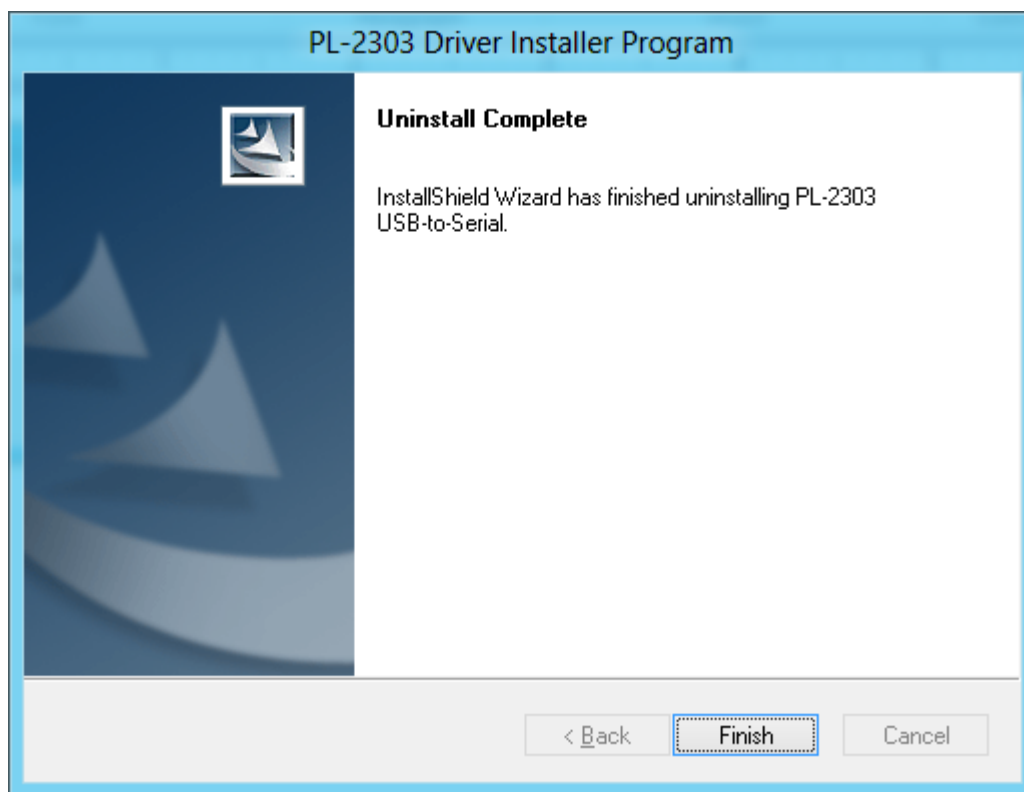 PL-2303 Driver Installer Program
Uninstall Complete
InstallShield Wizard has finished uninstalling PL-2303
USB-to-Serial.
< Back
Finish
Cancel